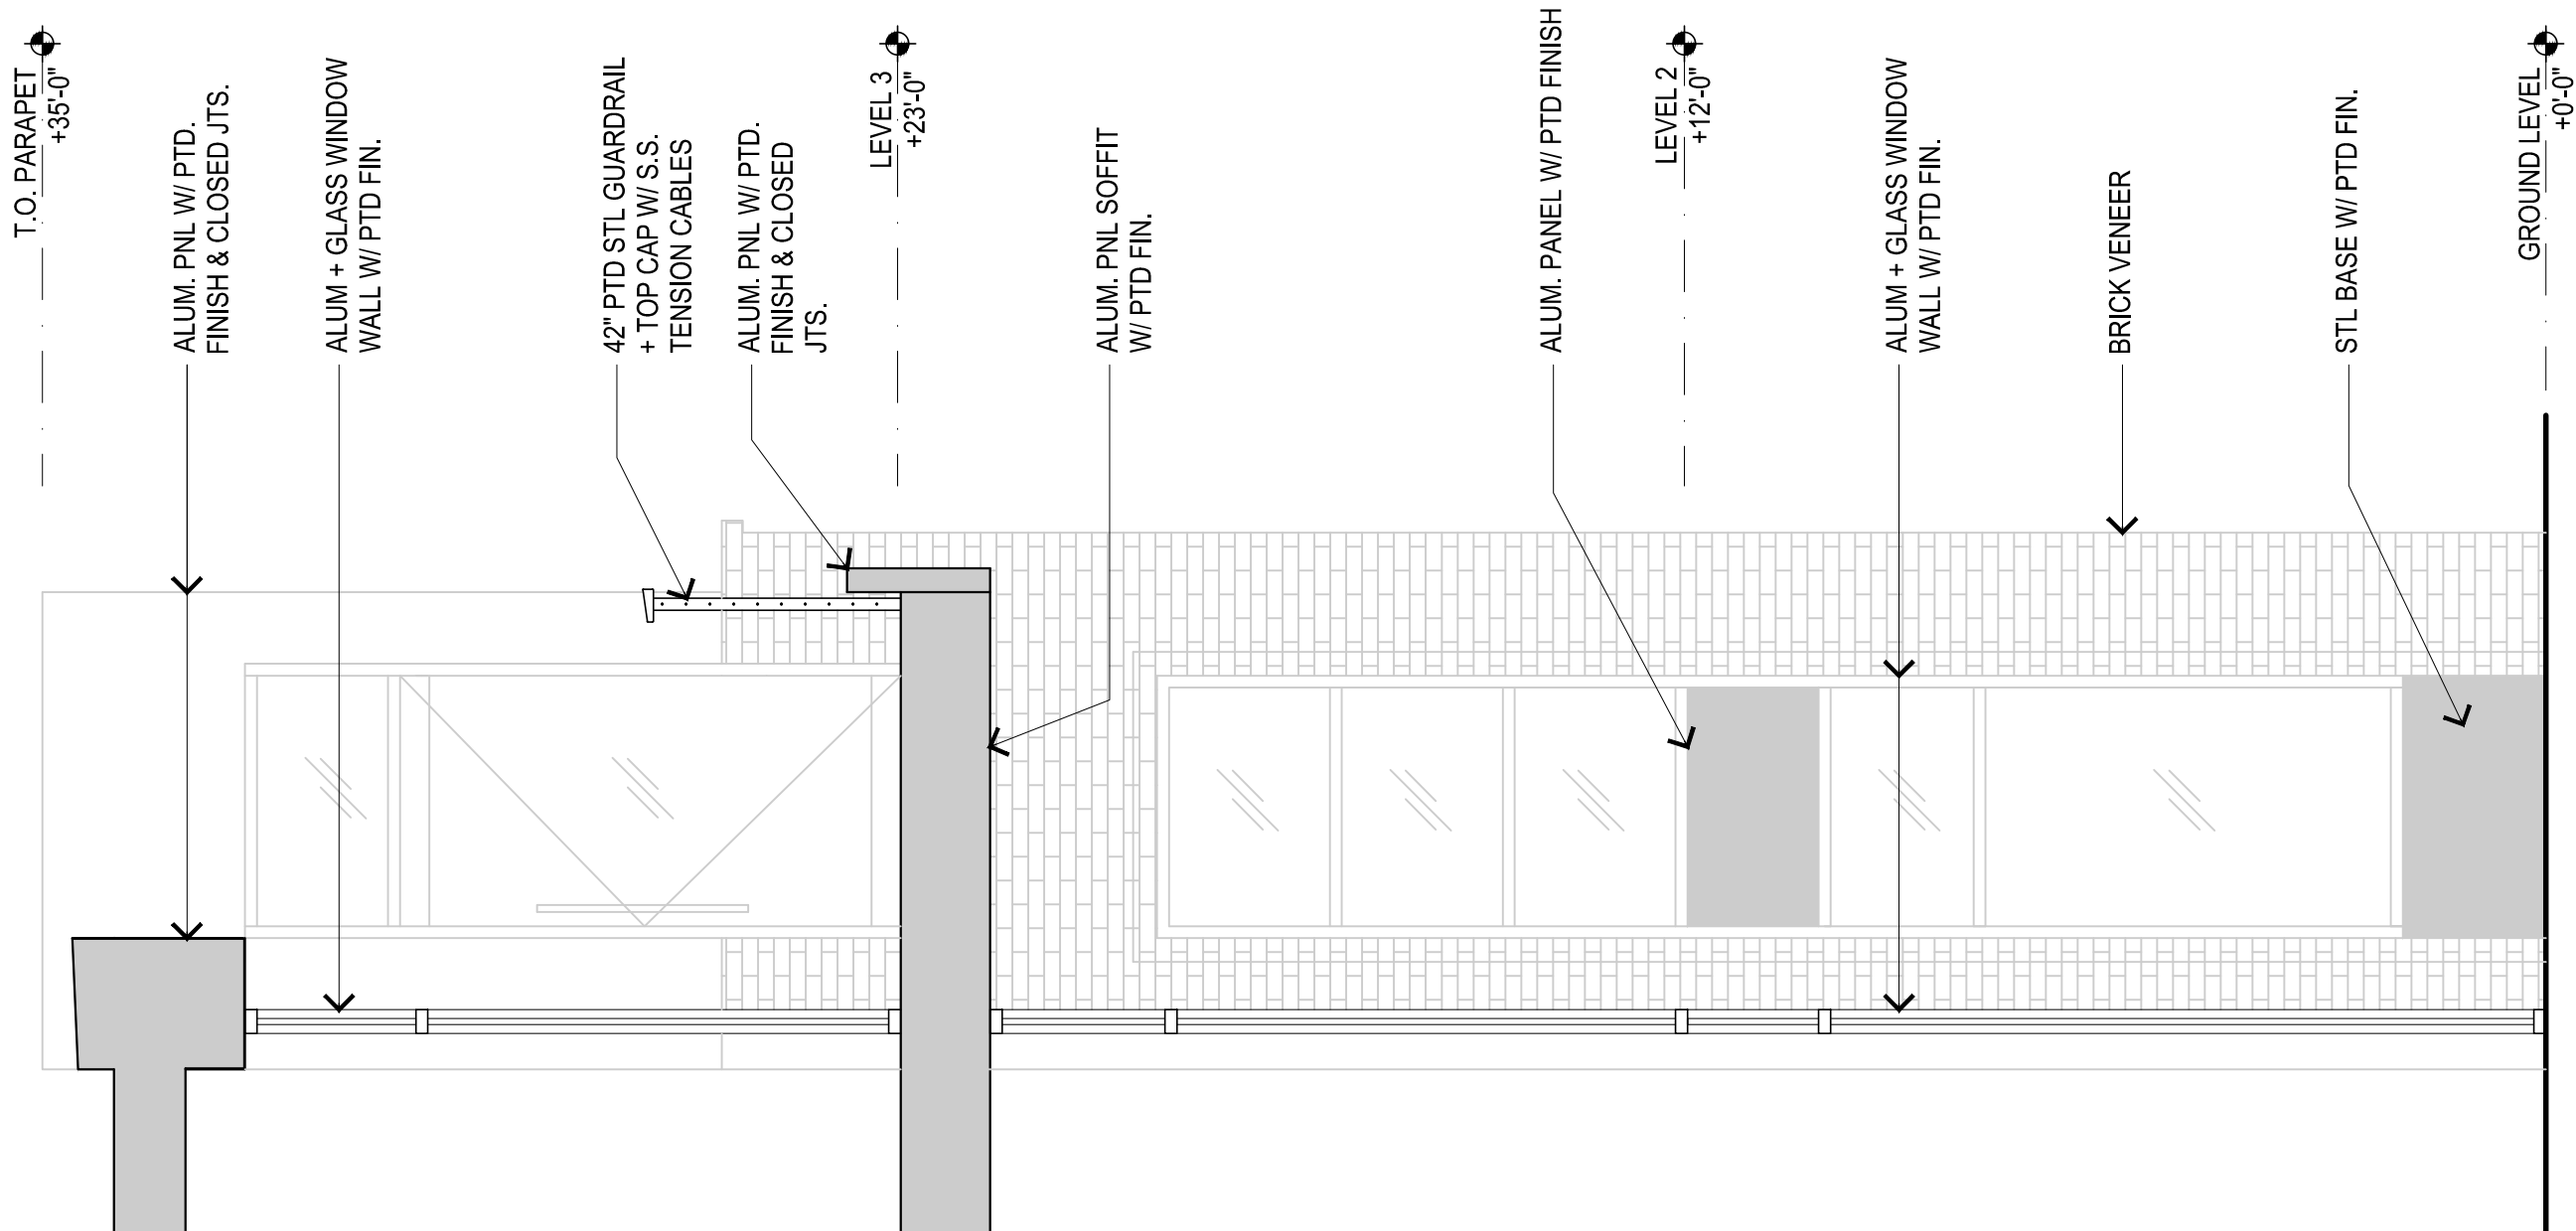 T.O. PARAPET
+35'-0"
ALUM. PNL W/ PTD.
FINISH & CLOSED JTS.
ALUM + GLASS WINDOW
WALL W/ PTD FIN.
42" PTD STL GUARDRAIL
+ TOP CAP W/ S.S.
TENSION CABLES
ALUM. PNL W/ PTD.
FINISH & CLOSED
JTS.
LEVEL 3
+23'-0"
ALUM. PNL SOFFIT
W/ PTD FIN.
ALUM. PANEL W/ PTD FINISH
LEVEL 2
+12'-0"
ALUM + GLASS WINDOW
WALL W/ PTD FIN.
BRICK VENEER
STL BASE W/ PTD FIN.
GROUND LEVEL
+0'-0"